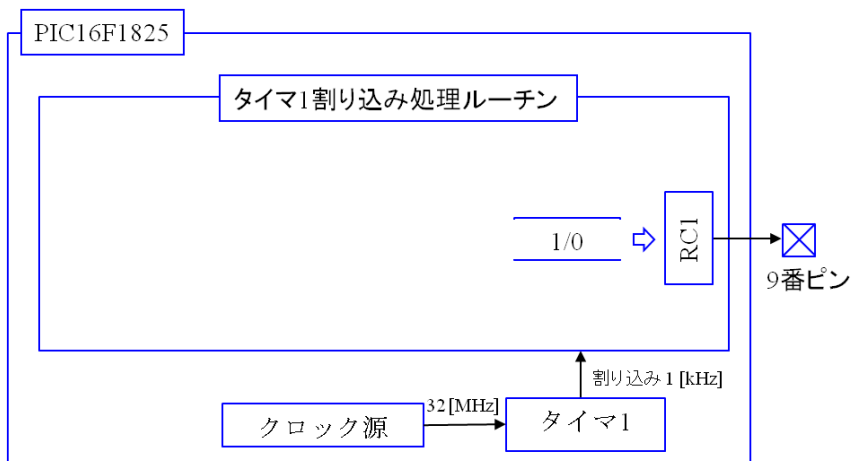 PIC16F1825
タイマ1割り込み処理ルーチン
1/0
RC1
9番ピン
割り込み 1 [kHz]
32 [MHz]
クロック源
タイマ1